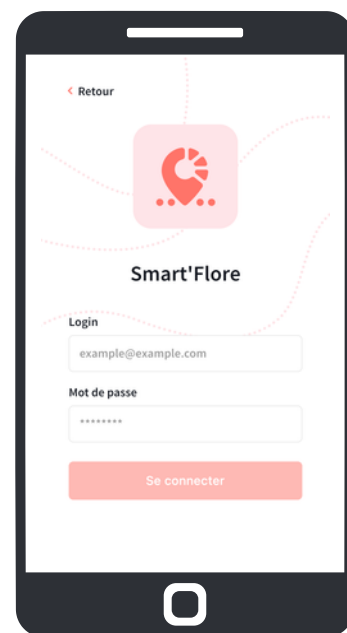 Retour
Smart'Flore
Login
example@example.com
Mot de passe
********
Se connecter